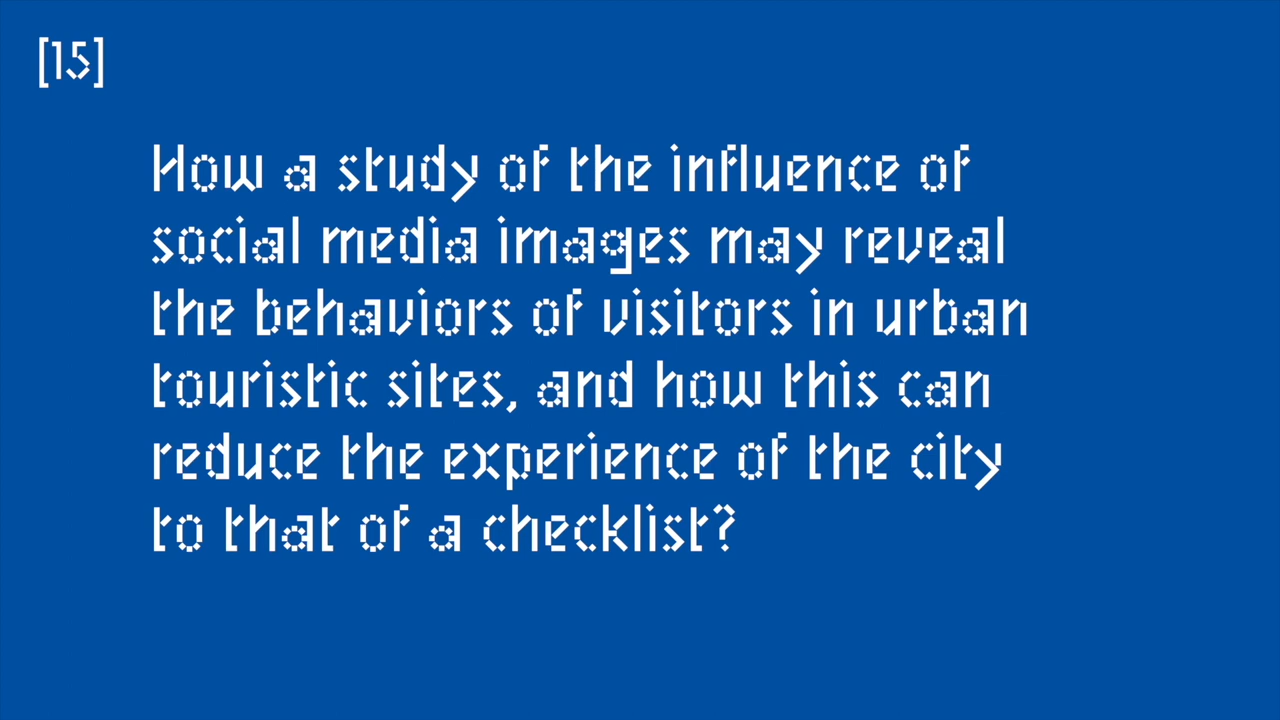 [15]
How a study of the influence of
social media images may reveal
the behaviors of visitors in urban
touristic sites, and how this can
reduce the experience of the city
to that of a checklist?